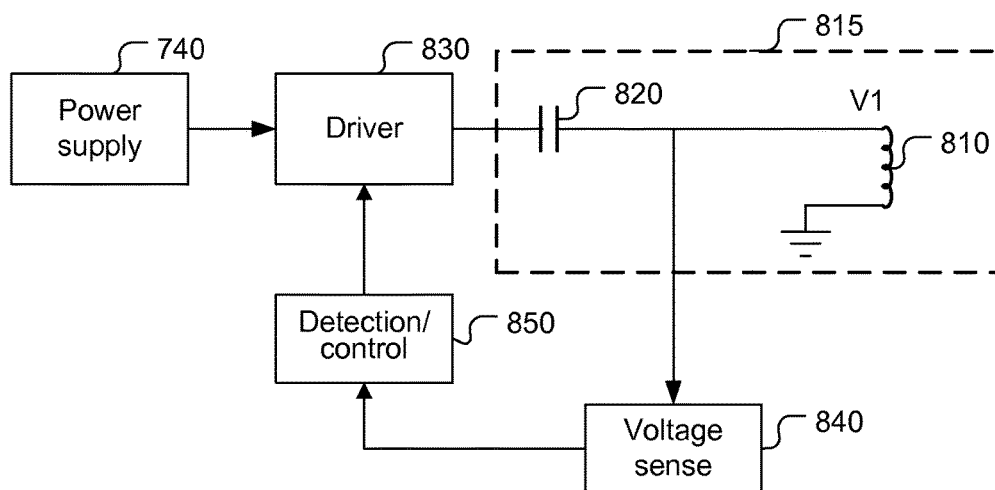 740
830
815
820
V1
Power
supply
Driver
810
Detection/
control
850
Voltage
sense
840